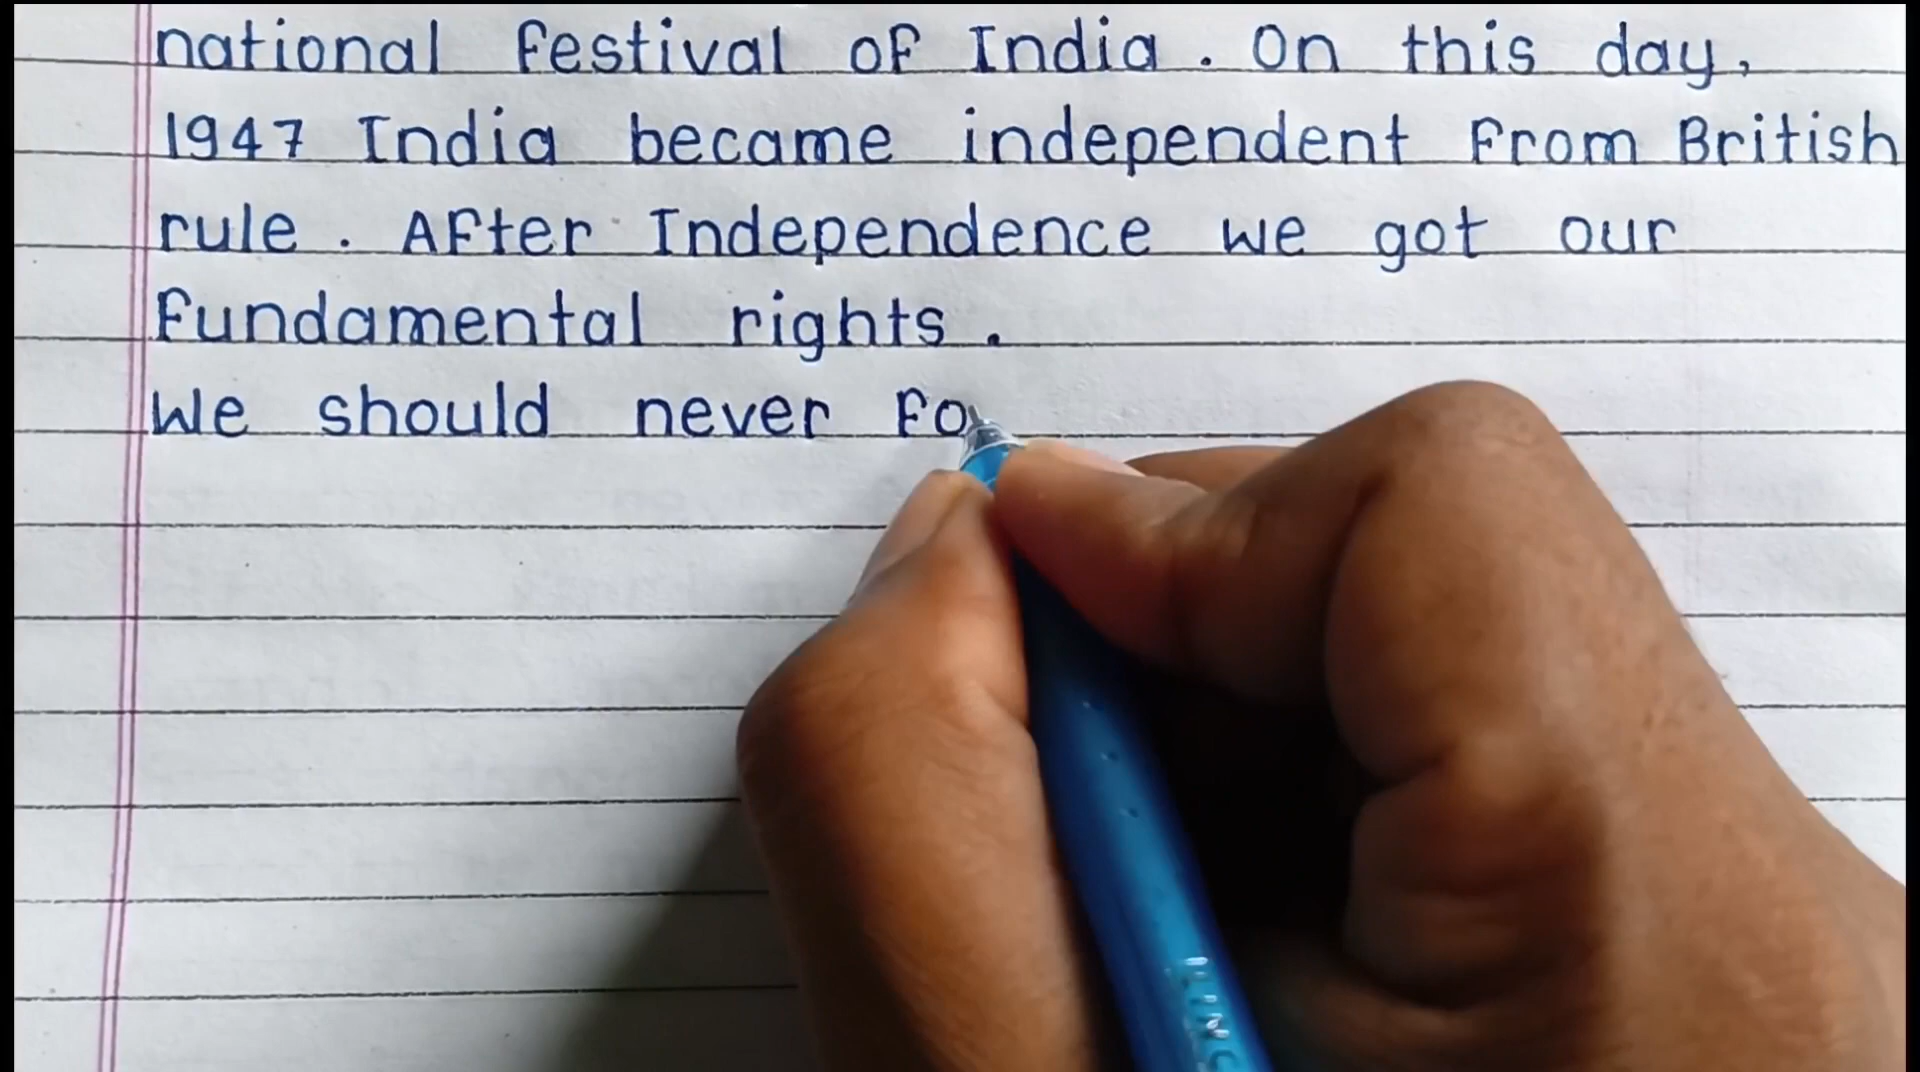 national festival of India. On this day,
1947 India became independent from British
rule. After Independence we got our
fundamental rights.
We should never fo